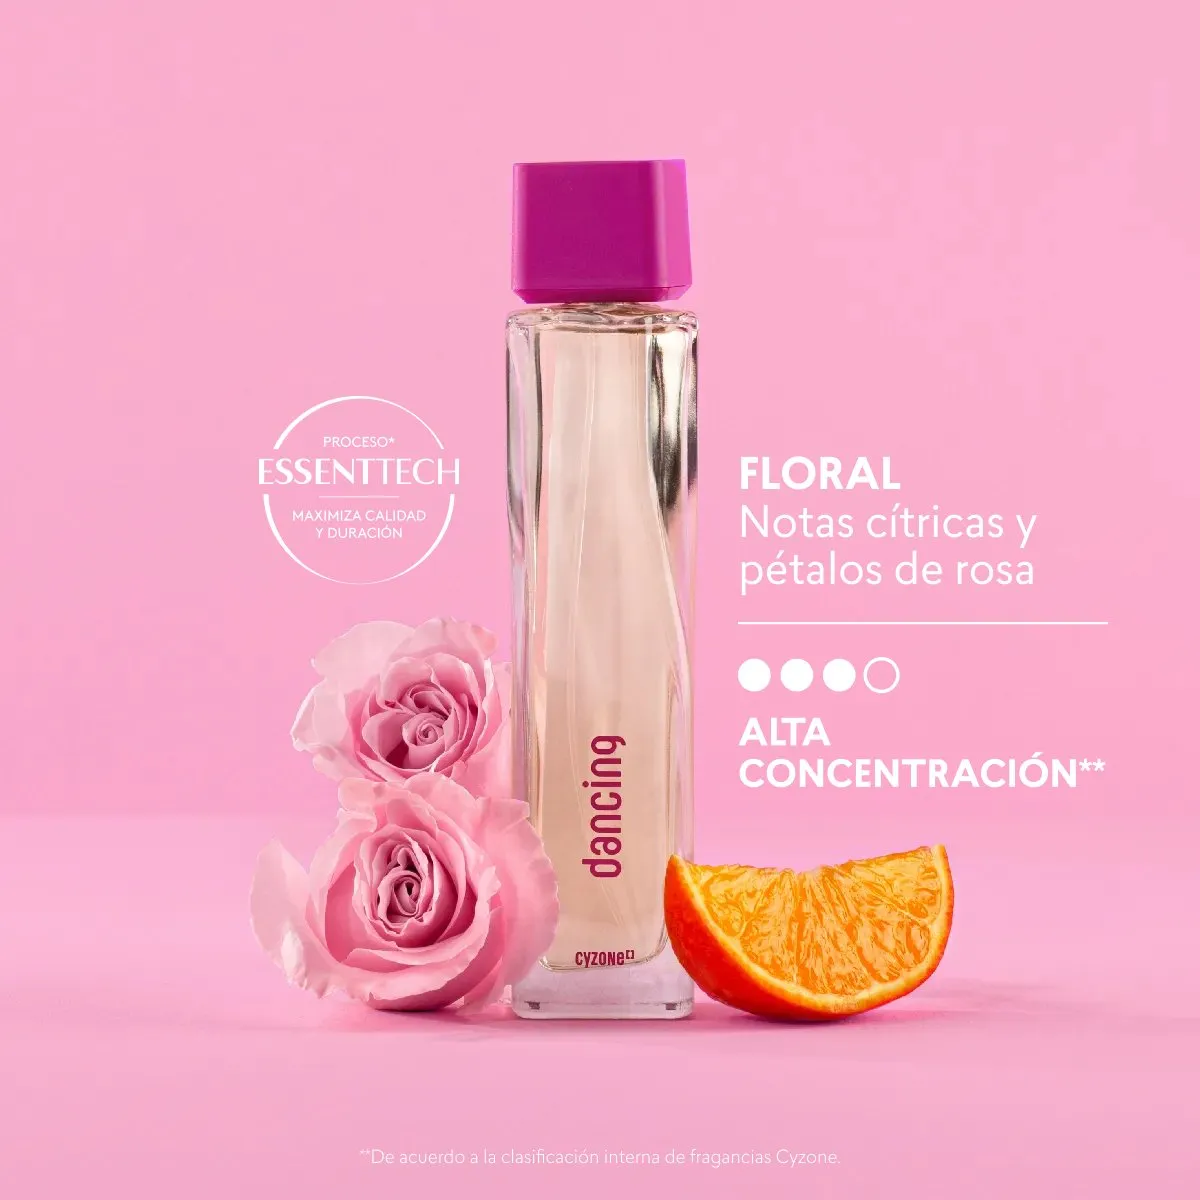 PROCESO*
ESSENTTECH
MAXIMIZA CALIDAD
Y DURACIÓN
FLORAL
Notas cítricas y
pétalos de rosa
ALTA
CONCENTRACIÓN**
dancing
cyzone
**De acuerdo a la clasificación interna de fragancias Cyzone.